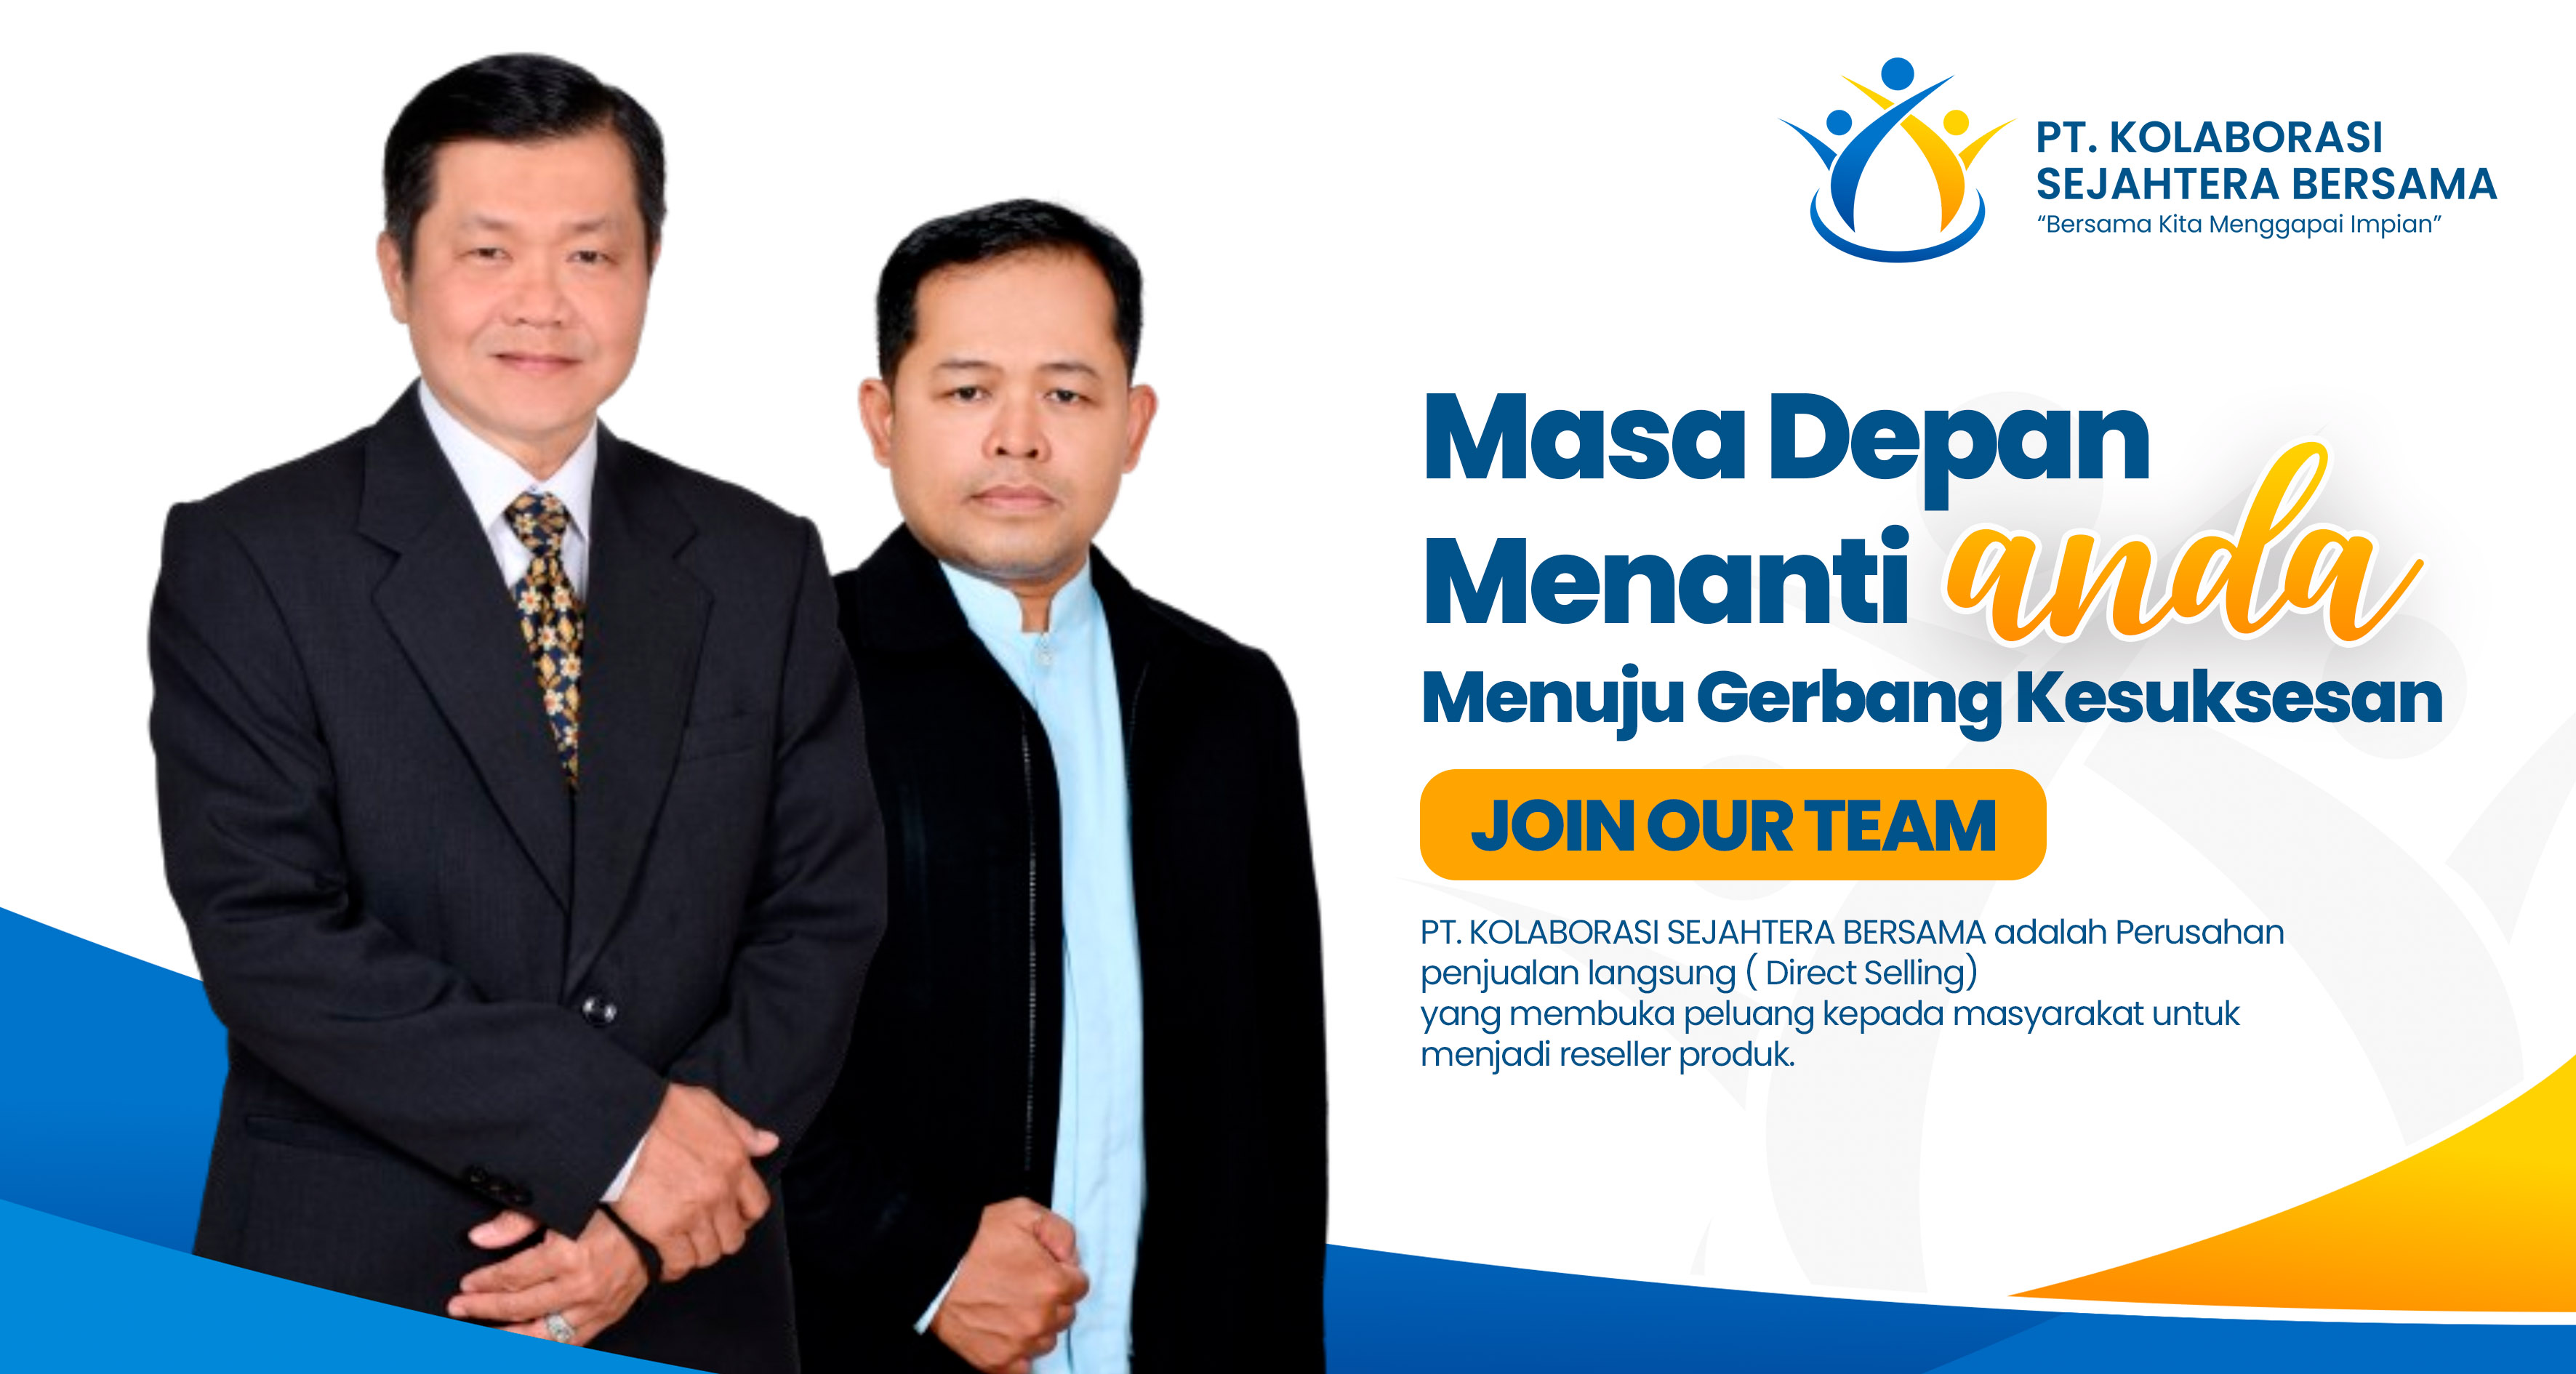 PT. KOLABORASI
SEJAHTERA BERSAMA
“Bersama Kita Menggapai Impian”
Masa Depan
Menanti anda
Menuju Gerbang Kesuksesan
JOIN OUR TEAM
PT. KOLABORASI SEJAHTERA BERSAMA adalah Perusahan
penjualan langsung ( Direct Selling)
yang membuka peluang kepada masyarakat untuk
menjadi reseller produk.